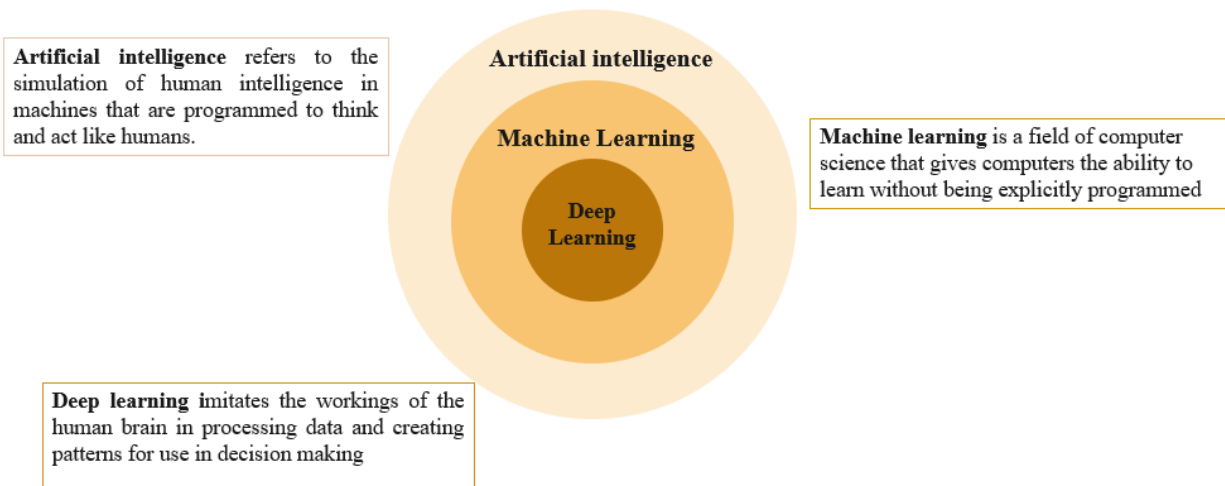 Artificial intelligence refers to the
simulation of human intelligence in
machines that are programmed to think
and act like humans.
Artificial intelligence
Machine Learning
Deep
Learning
Machine learning is a field of computer
science that gives computers the ability to
learn without being explicitly programmed
Deep learning imitates the workings of the
human brain in processing data and creating
patterns for use in decision making